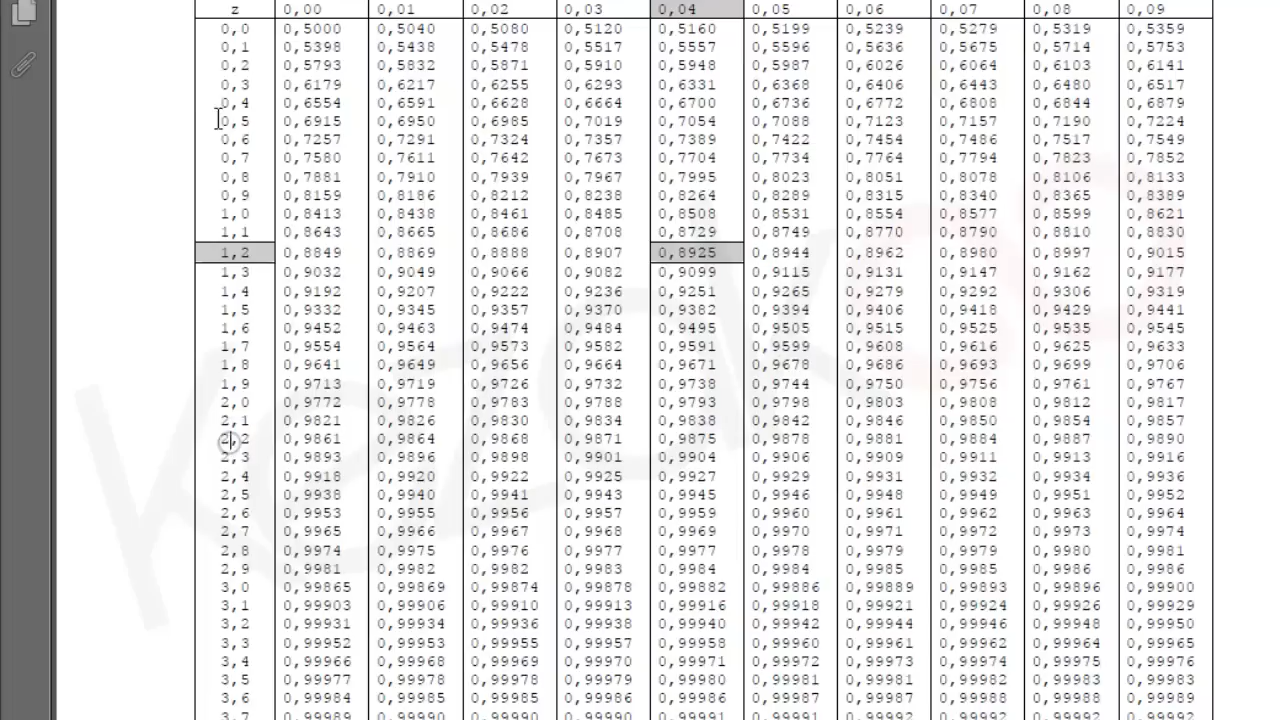 z 0,00 0,01 0,02 0,03 0,04 0,05 0,06 0,07 0,08 0,09
0,0 0,5000 0,5040 0,5080 0,5120 0,5160 0,5199 0,5239 0,5279 0,5319 0,5359
0,1 0,5398 0,5438 0,5478 0,5517 0,5557 0,5596 0,5636 0,5675 0,5714 0,5753
0,2 0,5793 0,5832 0,5871 0,5910 0,5948 0,5987 0,6026 0,6064 0,6103 0,6141
0,3 0,6179 0,6217 0,6255 0,6293 0,6331 0,6368 0,6406 0,6443 0,6480 0,6517
0,4 0,6554 0,6591 0,6628 0,6664 0,6700 0,6736 0,6772 0,6808 0,6844 0,6879
0,5 0,6915 0,6950 0,6985 0,7019 0,7054 0,7088 0,7123 0,7157 0,7190 0,7224
0,6 0,7257 0,7291 0,7324 0,7357 0,7389 0,7422 0,7454 0,7486 0,7517 0,7549
0,7 0,7580 0,7611 0,7642 0,7673 0,7704 0,7734 0,7764 0,7794 0,7823 0,7852
0,8 0,7881 0,7910 0,7939 0,7967 0,7995 0,8023 0,8051 0,8078 0,8106 0,8133
0,9 0,8159 0,8186 0,8212 0,8238 0,8264 0,8289 0,8315 0,8340 0,8365 0,8389
1,0 0,8413 0,8438 0,8461 0,8485 0,8508 0,8531 0,8554 0,8577 0,8599 0,8621
1,1 0,8643 0,8665 0,8686 0,8708 0,8729 0,8749 0,8770 0,8790 0,8810 0,8830
1,2 0,8849 0,8869 0,8888 0,8907 0,8925 0,8944 0,8962 0,8980 0,8997 0,9015
1,3 0,9032 0,9049 0,9066 0,9082 0,9099 0,9115 0,9131 0,9147 0,9162 0,9177
1,4 0,9192 0,9207 0,9222 0,9236 0,9251 0,9265 0,9279 0,9292 0,9306 0,9319
1,5 0,9332 0,9345 0,9357 0,9370 0,9382 0,9394 0,9406 0,9418 0,9429 0,9441
1,6 0,9452 0,9463 0,9474 0,9484 0,9495 0,9505 0,9515 0,9525 0,9535 0,9545
1,7 0,9554 0,9564 0,9573 0,9582 0,9591 0,9599 0,9608 0,9616 0,9625 0,9633
1,8 0,9641 0,9649 0,9656 0,9664 0,9671 0,9678 0,9686 0,9693 0,9699 0,9706
1,9 0,9713 0,9719 0,9726 0,9732 0,9738 0,9744 0,9750 0,9756 0,9761 0,9767
2,0 0,9772 0,9778 0,9783 0,9788 0,9793 0,9798 0,9803 0,9808 0,9812 0,9817
2,1 0,9821 0,9826 0,9830 0,9834 0,9838 0,9842 0,9846 0,9850 0,9854 0,9857
2,2 0,9861 0,9864 0,9868 0,9871 0,9875 0,9878 0,9881 0,9884 0,9887 0,9890
2,3 0,9893 0,9896 0,9898 0,9901 0,9904 0,9906 0,9909 0,9911 0,9913 0,9916
2,4 0,9918 0,9920 0,9922 0,9925 0,9927 0,9929 0,9931 0,9932 0,9934 0,9936
2,5 0,9938 0,9940 0,9941 0,9943 0,9945 0,9946 0,9948 0,9949 0,9951 0,9952
2,6 0,9953 0,9955 0,9956 0,9957 0,9959 0,9960 0,9961 0,9962 0,9963 0,9964
2,7 0,9965 0,9966 0,9967 0,9968 0,9969 0,9970 0,9971 0,9972 0,9973 0,9974
2,8 0,9974 0,9975 0,9976 0,9977 0,9977 0,9978 0,9979 0,9979 0,9980 0,9981
2,9 0,9981 0,9982 0,9982 0,9983 0,9984 0,9984 0,9985 0,9985 0,9986 0,9986
3,0 0,99865 0,99869 0,99874 0,99878 0,99882 0,99886 0,99889 0,99893 0,99896 0,99900
3,1 0,99903 0,99906 0,99910 0,99913 0,99916 0,99918 0,99921 0,99924 0,99926 0,99929
3,2 0,99931 0,99934 0,99936 0,99938 0,99940 0,99942 0,99944 0,99946 0,99948 0,99950
3,3 0,99952 0,99953 0,99955 0,99957 0,99958 0,99960 0,99961 0,99962 0,99964 0,99965
3,4 0,99966 0,99968 0,99969 0,99970 0,99971 0,99972 0,99973 0,99974 0,99975 0,99976
3,5 0,99977 0,99978 0,99978 0,99979 0,99980 0,99981 0,99981 0,99982 0,99983 0,99983
3,6 0,99984 0,99985 0,99985 0,99986 0,99986 0,99987 0,99987 0,99988 0,99988 0,99989
3,7 0,99989 0,99990 0,99990 0,99990 0,99991 0,99991 0,99992 0,99992 0,99992 0,99992